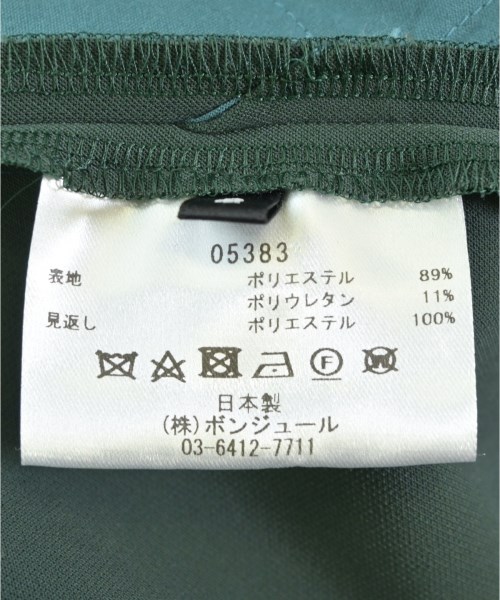 05383
表地 ポリエステル 89%
ポリウレタン 11%
見返し ポリエステル 100%
F W
日本製
(株)ボンジュール
03-6412-7711